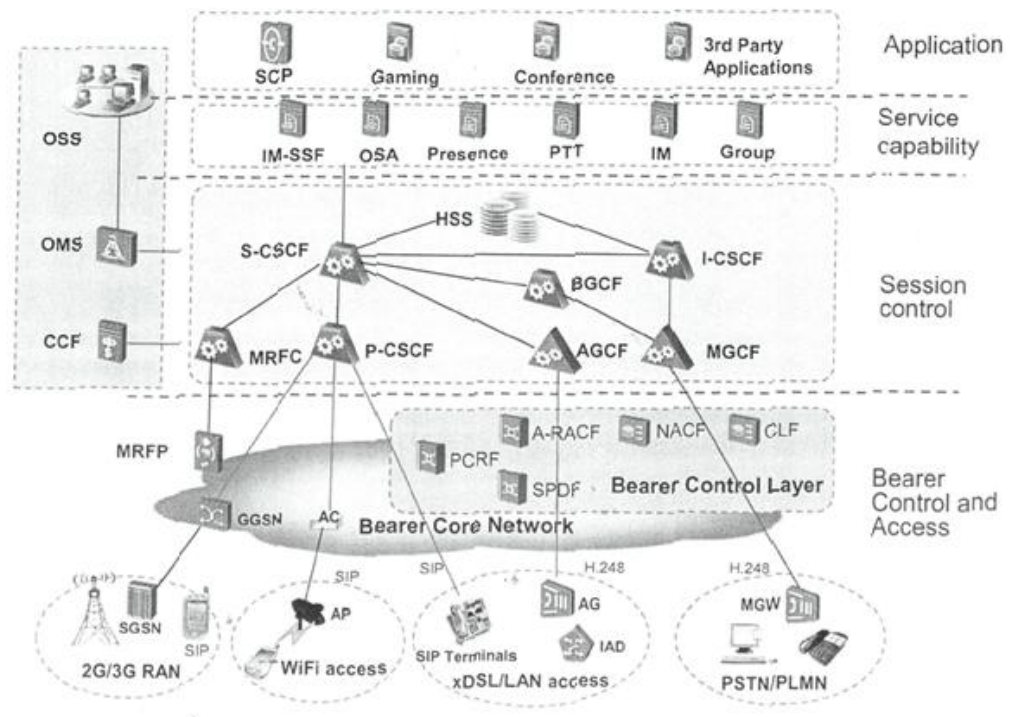 SCP
Gaming
Conference
3rd Party
Applications
Application
OSS
IM-SSF
OSA
Presence
PTT
IM
Group
Service
capability
OMS
CCF
HSS
S-CSCF
I-CSCF
BGCF
MRFC
P-CSCF
AGCF
MGCF
Session
control
MRFP
A-RACF
NACF
CLF
PCRF
SPDF
Bearer Control Layer
GGSN
AC
Bearer Core Network
Bearer
Control and
Access
SIP
SIP
H.248
H.248
SGSN
SIP
2G/3G RAN
AP
WiFi access
SIP Terminals
AG
IAD
xDSL/LAN access
MGW
PSTN/PLMN